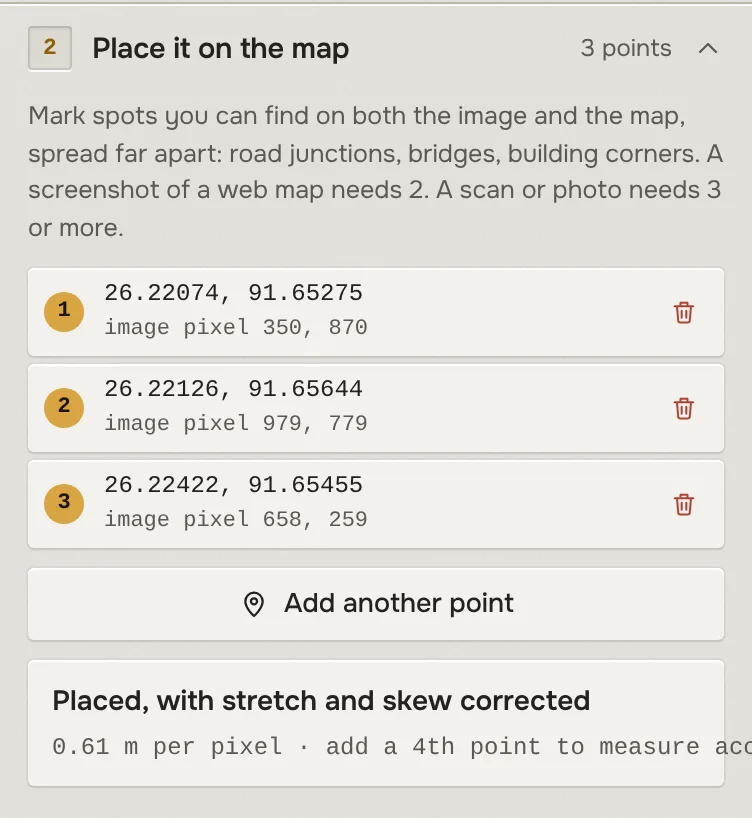 2 Place it on the map 3 points
Mark spots you can find on both the image and the map,
spread far apart: road junctions, bridges, building corners. A
screenshot of a web map needs 2. A scan or photo needs 3
or more.
1 26.22074, 91.65275
image pixel 350, 870
2 26.22126, 91.65644
image pixel 979, 779
3 26.22422, 91.65455
image pixel 658, 259
Add another point
Placed, with stretch and skew corrected
0.61 m per pixel · add a 4th point to measure